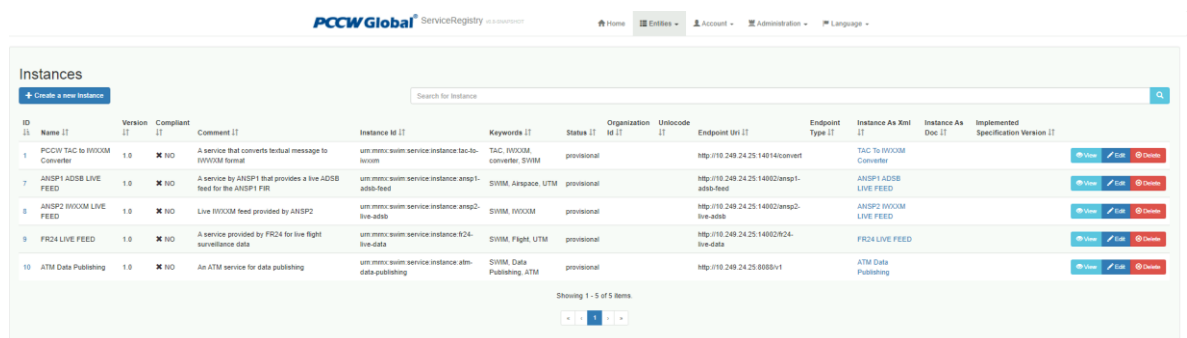 PCCW Global® ServiceRegistry
Home Entities Account Administration Language
Instances
Create a new Instance
Search for Instance
ID Name Version Compliant Comment Instance Id Keywords Status Organization Id Unlocode Endpoint Uri Endpoint Type Instance As Xml Instance As Doc Implemented Specification Version
1 PCCW TAC to IWXXM Converter 1.0 NO A service that converts textual message to IWXXM format urn:mrnx:swim:service:instance:tac-to-iwxxm TAC, IWXXM, converter, SWIM provisional http://10.249.24.25:14014/convert TAC To IWXXM Converter View Edit Delete
7 ANSP1 ADSB LIVE FEED 1.0 NO A service by ANSP1 that provides a live ADSB feed for the ANSP1 FIR urn:mrnx:swim:service:instance:ansp1-adsb-feed SWIM, Airspace, UTM provisional http://10.249.24.25:14002/ansp1-adsb-feed ANSP1 ADSB LIVE FEED View Edit Delete
8 ANSP2 IWXXM LIVE FEED 1.0 NO Live IWXXM feed provided by ANSP2 urn:mrnx:swim:service:instance:ansp2-live-adsb SWIM, IWXXM provisional http://10.249.24.25:14002/ansp2-live-adsb ANSP2 IWXXM LIVE FEED View Edit Delete
9 FR24 LIVE FEED 1.0 NO A service provided by FR24 for live flight surveillance data urn:mrnx:swim:service:instance:fr24-live-data SWIM, Flight, UTM provisional http://10.249.24.25:14002/fr24-live-data FR24 LIVE FEED View Edit Delete
10 ATM Data Publishing 1.0 NO An ATM service for data publishing urn:mrnx:swim:service:instance:atm-data-publishing SWIM, Data Publishing, ATM provisional http://10.249.24.25:8088/v1 ATM Data Publishing View Edit Delete
Showing 1 - 5 of 5 items.
« ‹ 1 › »